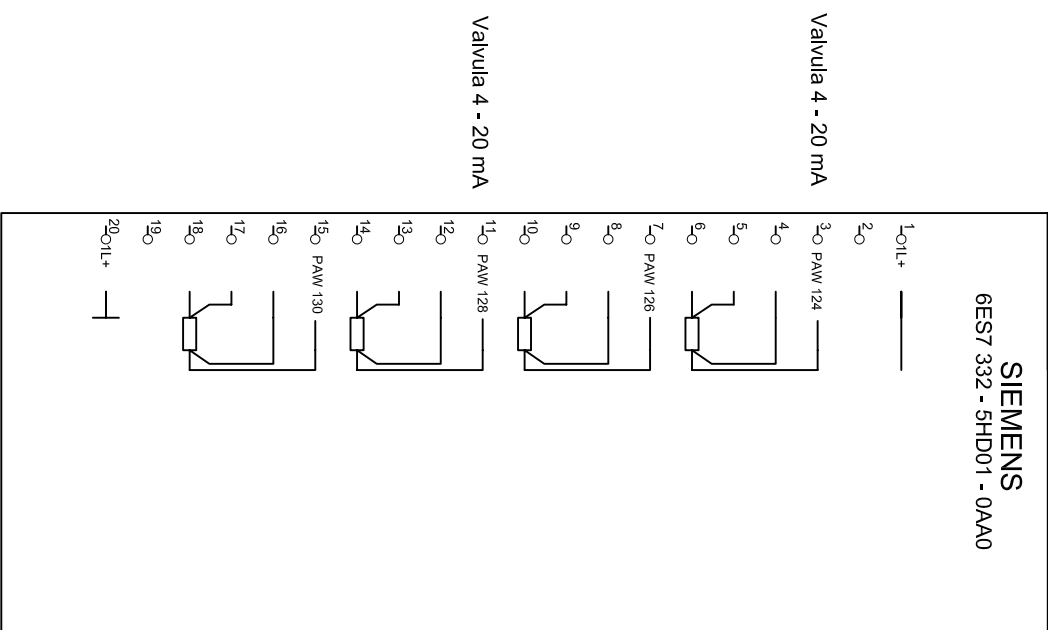 SIEMENS
6ES7 332 - 5HD01 - 0AA0
Valvula 4 - 20 mA
Valvula 4 - 20 mA
1 1L+
2
3 PAW 124
4
5
6
7 PAW 126
8
9
10
11 PAW 128
12
13
14
15 PAW 130
16
17
18
19
20 1L+